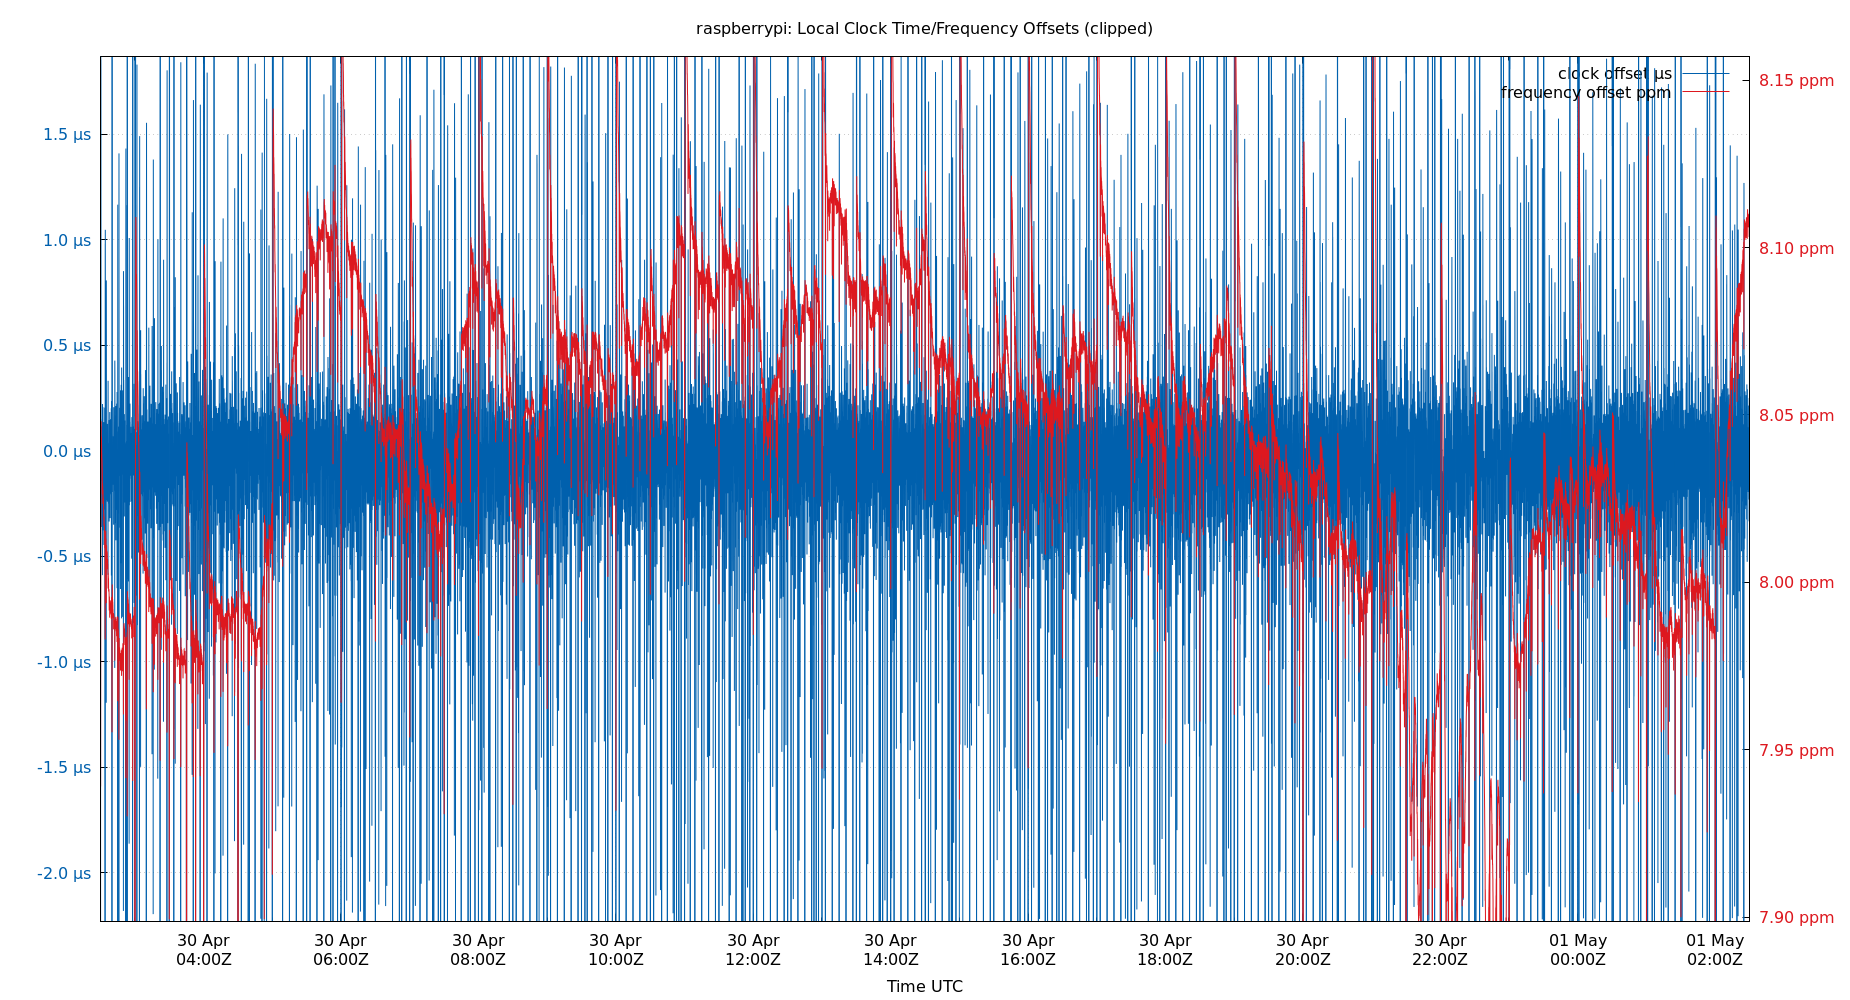 raspberrypi: Local Clock Time/Frequency Offsets (clipped)
clock offset µs
frequency offset ppm
1.5 µs
1.0 µs
0.5 µs
0.0 µs
-0.5 µs
-1.0 µs
-1.5 µs
-2.0 µs
8.15 ppm
8.10 ppm
8.05 ppm
8.00 ppm
7.95 ppm
7.90 ppm
30 Apr 30 Apr 30 Apr 30 Apr 30 Apr 30 Apr 30 Apr 30 Apr 30 Apr 30 Apr 01 May 01 May
04:00Z 06:00Z 08:00Z 10:00Z 12:00Z 14:00Z 16:00Z 18:00Z 20:00Z 22:00Z 00:00Z 02:00Z
Time UTC